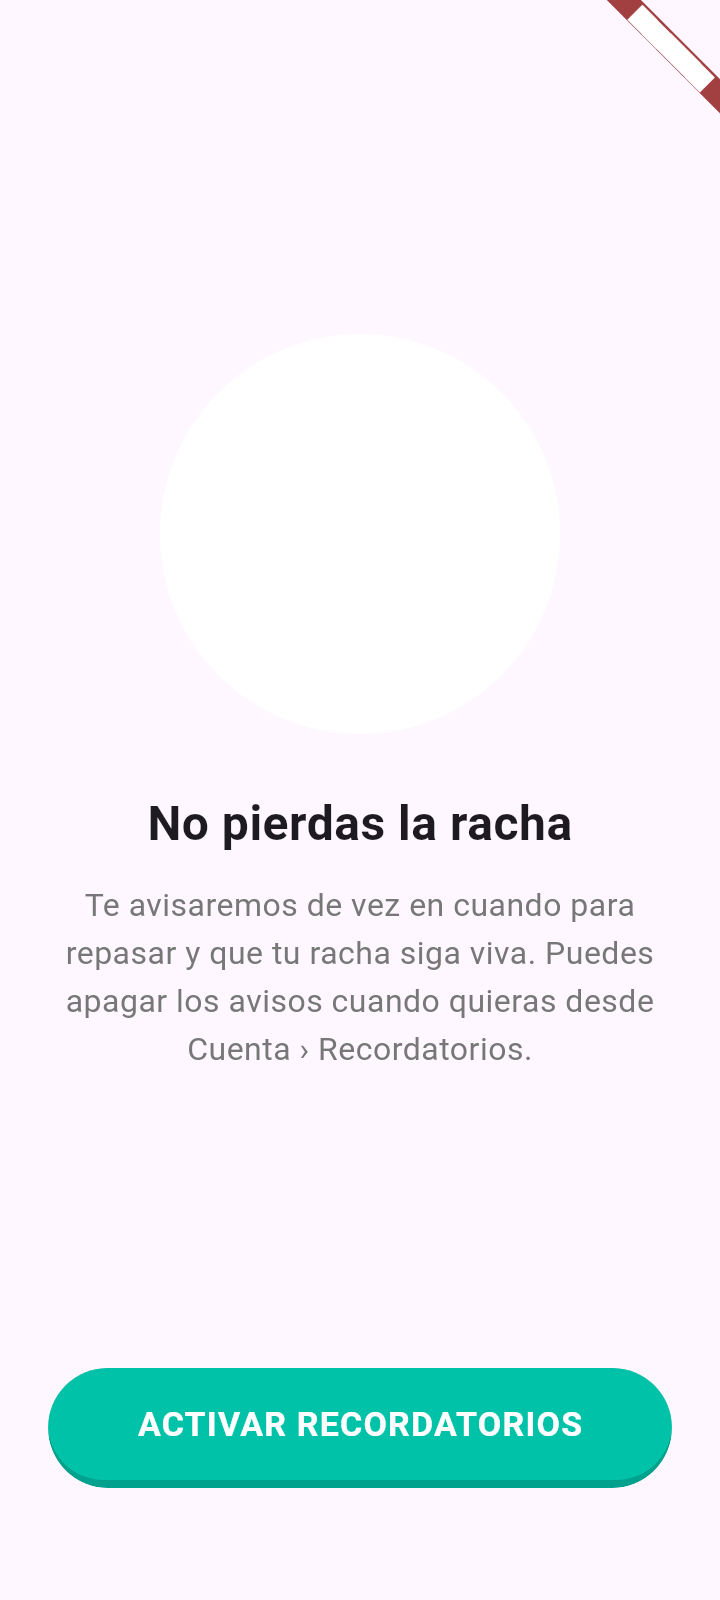 No pierdas la racha
Te avisaremos de vez en cuando para
repasar y que tu racha siga viva. Puedes
apagar los avisos cuando quieras desde
Cuenta › Recordatorios.
ACTIVAR RECORDATORIOS